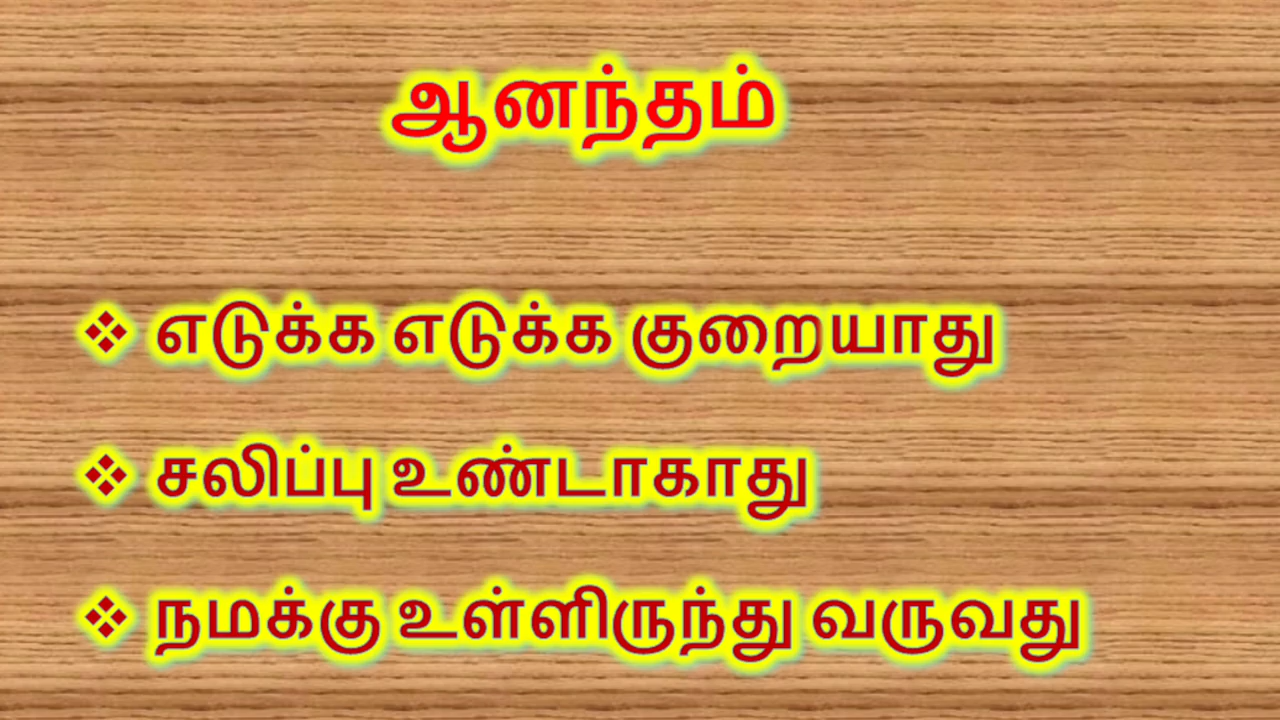 ஆனந்தம்
❖ எடுக்க எடுக்க குறையாது
❖ சலிப்பு உண்டாகாது
❖ நமக்கு உள்ளிருந்து வருவது